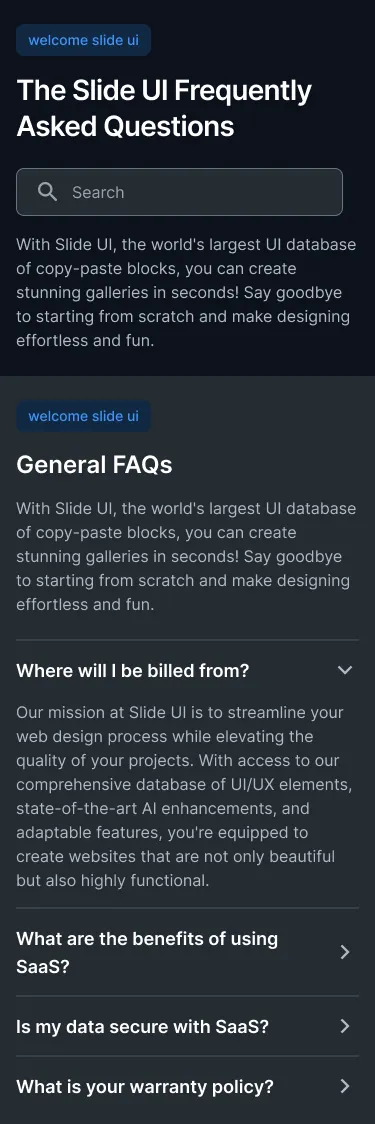 welcome slide ui
The Slide UI Frequently
Asked Questions
Search
With Slide UI, the world's largest UI database
of copy-paste blocks, you can create
stunning galleries in seconds! Say goodbye
to starting from scratch and make designing
effortless and fun.
welcome slide ui
General FAQs
With Slide UI, the world's largest UI database
of copy-paste blocks, you can create
stunning galleries in seconds! Say goodbye
to starting from scratch and make designing
effortless and fun.
Where will I be billed from?
Our mission at Slide UI is to streamline your
web design process while elevating the
quality of your projects. With access to our
comprehensive database of UI/UX elements,
state-of-the-art AI enhancements, and
adaptable features, you're equipped to
create websites that are not only beautiful
but also highly functional.
What are the benefits of using
SaaS?
Is my data secure with SaaS?
What is your warranty policy?